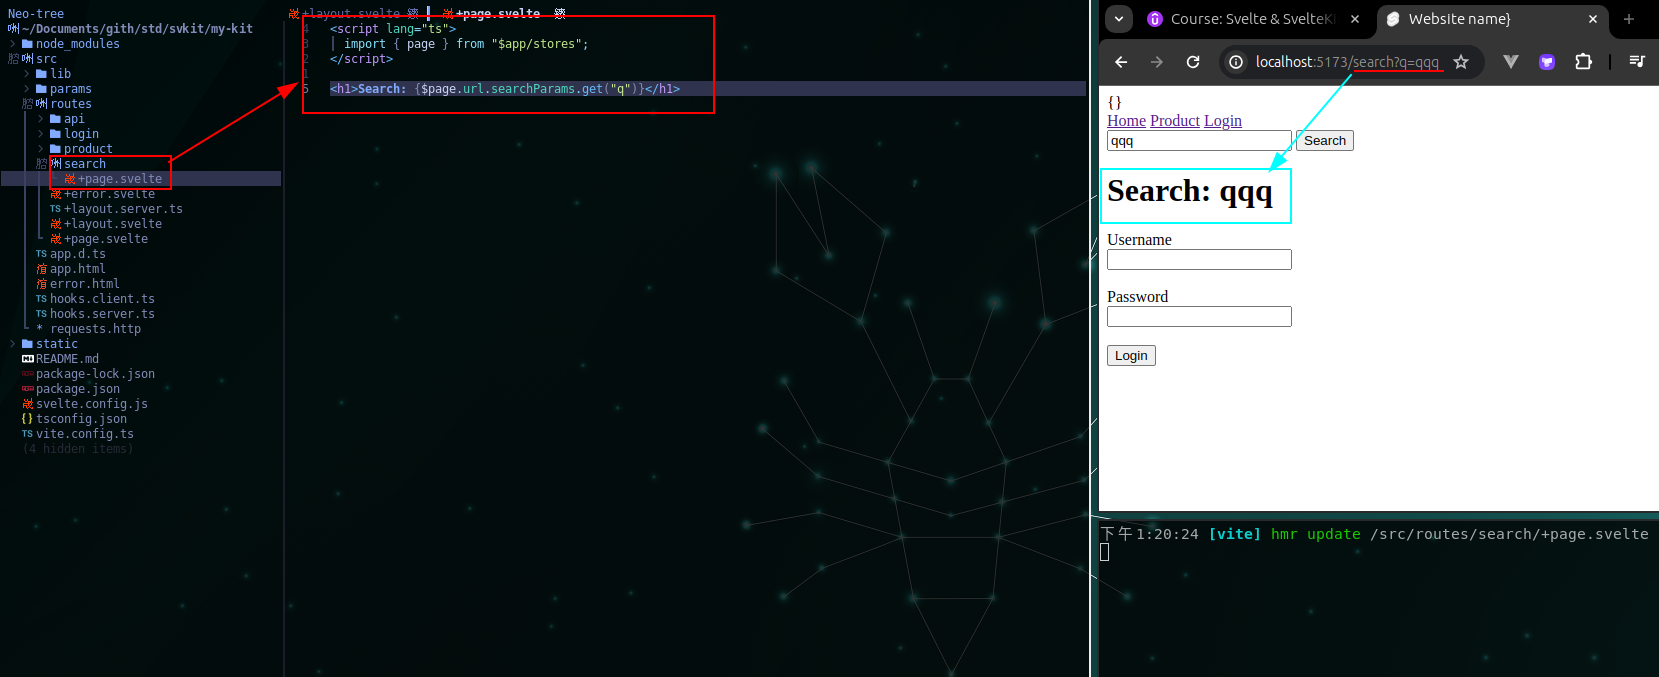 Neo-tree
~/Documents/gith/std/svkit/my-kit
node_modules
src
lib
params
routes
api
login
product
search
+page.svelte
+error.svelte
TS +layout.server.ts
+layout.svelte
+page.svelte
TS app.d.ts
app.html
error.html
TS hooks.client.ts
TS hooks.server.ts
* requests.http
static
README.md
package-lock.json
package.json
svelte.config.js
{} tsconfig.json
TS vite.config.ts
(4 hidden items)
+layout.svelte +page.svelte
4 <script lang="ts">
3 import { page } from "$app/stores";
2 </script>
1
5 <h1>Search: {$page.url.searchParams.get("q")}</h1>
Course: Svelte & SvelteKi
Website name}
localhost:5173/search?q=qqq
{}
Home Product Login
qqq Search
Search: qqq
Username
Password
Login
下午1:20:24 [vite] hmr update /src/routes/search/+page.svelte